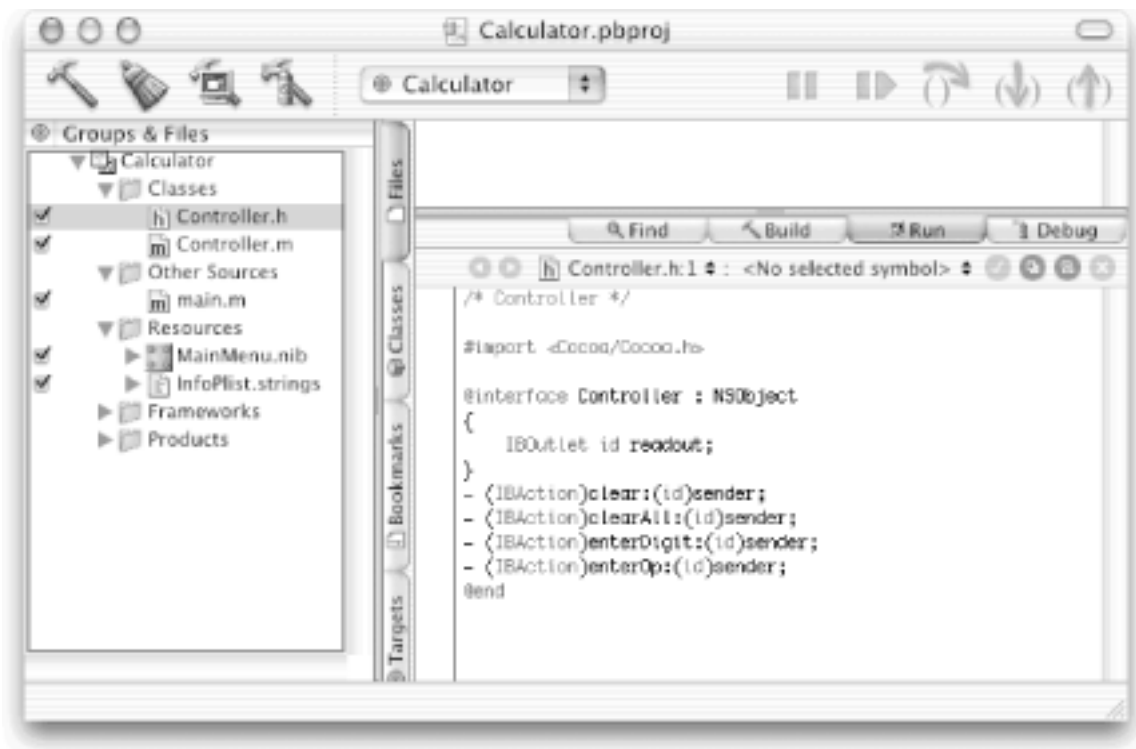 Calculator.pbproj
Calculator
Groups & Files
Calculator
Classes
Controller.h
Controller.m
Other Sources
main.m
Resources
MainMenu.nib
InfoPlist.strings
Frameworks
Products
Files
Classes
Bookmarks
Targets
Find
Build
Run
Debug
Controller.h:1 : <No selected symbol>
/* Controller */
#import <Cocoa/Cocoa.h>
@interface Controller : NSObject
{
IBOutlet id readout;
}
- (IBAction)clear:(id)sender;
- (IBAction)clearAll:(id)sender;
- (IBAction)enterDigit:(id)sender;
- (IBAction)enterOp:(id)sender;
@end